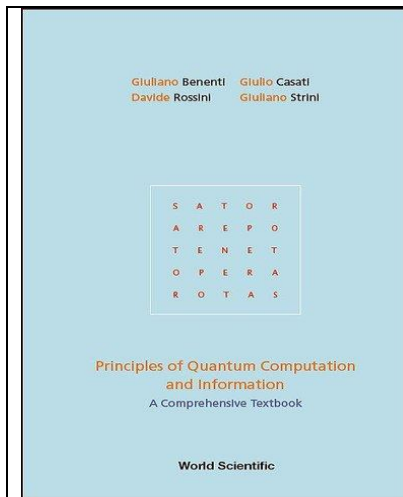 Giuliano Benenti Giulio Casati
Davide Rossini Giuliano Strini
S A T O R
A R E P O
T E N E T
O P E R A
R O T A S
Principles of Quantum Computation
and Information
A Comprehensive Textbook
World Scientific